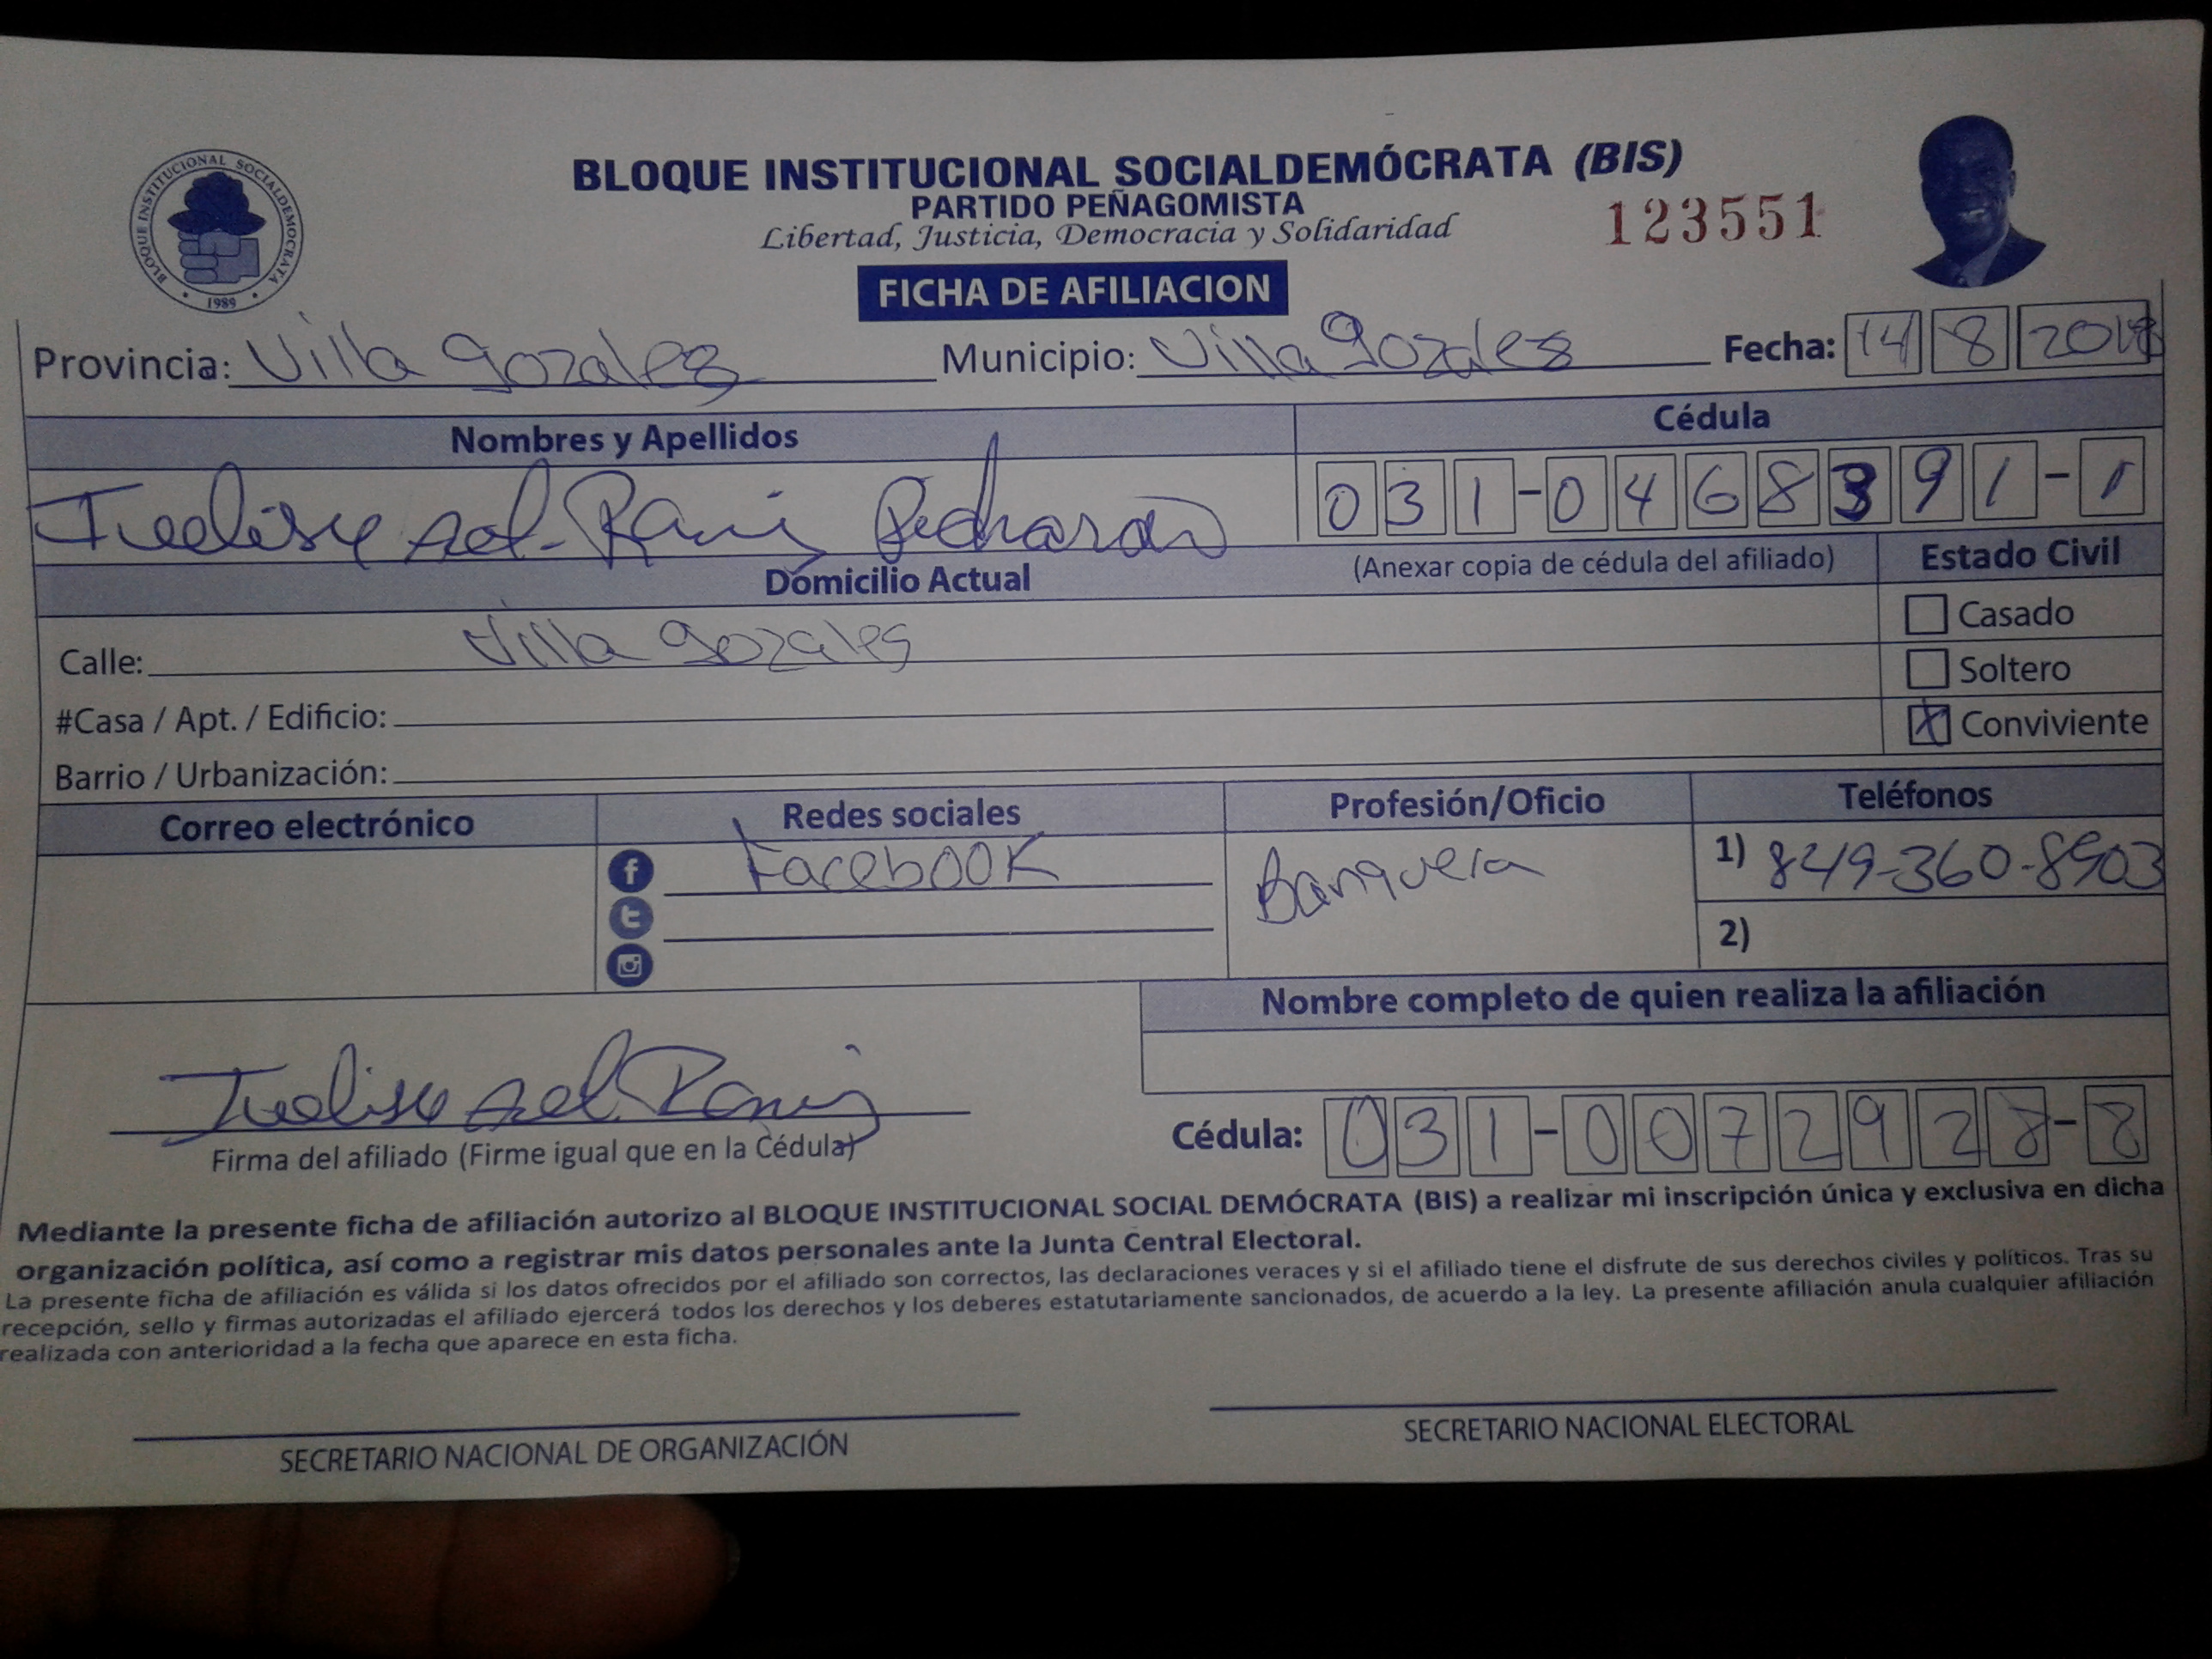 BLOQUE INSTITUCIONAL SOCIALDEMOCRATA
1989
BLOQUE INSTITUCIONAL SOCIALDEMÓCRATA (BIS)
PARTIDO PEÑAGOMISTA
Libertad, Justicia, Democracia y Solidaridad
123551
FICHA DE AFILIACION
Provincia: Villa gozales Municipio: Villa gozales Fecha: 14 8 2018
Nombres y Apellidos Cédula
Pichardo 031-0468391-1
Domicilio Actual (Anexar copia de cédula del afiliado) Estado Civil
Calle: Villa gozales
Casado
Soltero
#Casa / Apt. / Edificio:
X Conviviente
Barrio / Urbanización:
Correo electrónico Redes sociales Profesión/Oficio Teléfonos
f Facebook Banquera 1) 849-360-8903
2)
Nombre completo de quien realiza la afiliación
Firma del afiliado (Firme igual que en la Cédula)
Cédula: 031-0072928-8
Mediante la presente ficha de afiliación autorizo al BLOQUE INSTITUCIONAL SOCIAL DEMÓCRATA (BIS) a realizar mi inscripción única y exclusiva en dicha
organización política, así como a registrar mis datos personales ante la Junta Central Electoral.
La presente ficha de afiliación es válida si los datos ofrecidos por el afiliado son correctos, las declaraciones veraces y si el afiliado tiene el disfrute de sus derechos civiles y políticos. Tras su
recepción, sello y firmas autorizadas el afiliado ejercerá todos los derechos y los deberes estatutariamente sancionados, de acuerdo a la ley. La presente afiliación anula cualquier afiliación
realizada con anterioridad a la fecha que aparece en esta ficha.
SECRETARIO NACIONAL DE ORGANIZACIÓN SECRETARIO NACIONAL ELECTORAL